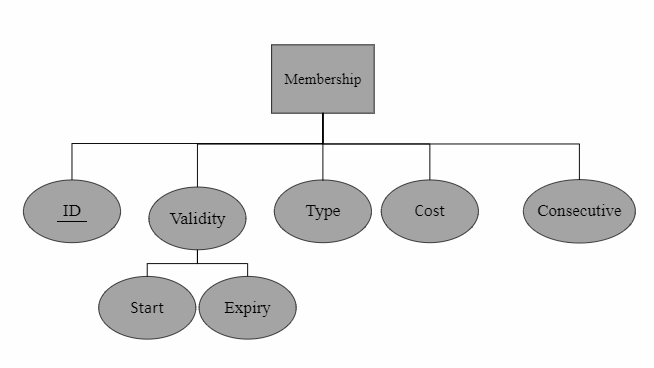 Membership
ID
Validity
Type
Cost
Consecutive
Start
Expiry